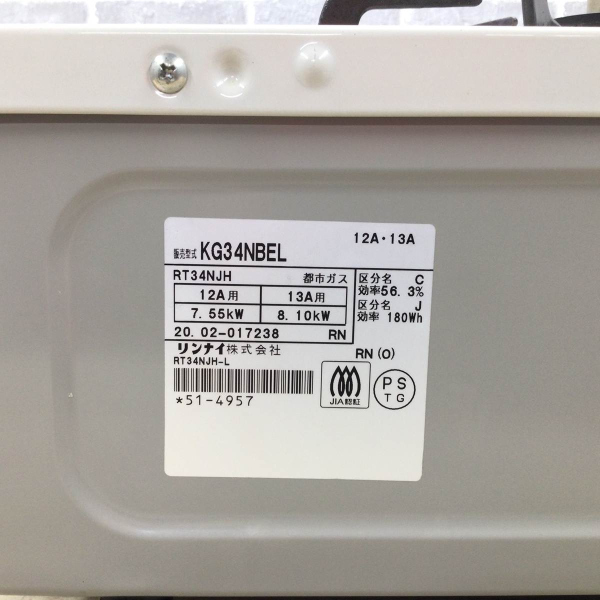 販売型式 KG34NBEL 12A・13A
RT34NJH 都市ガス
12A用 13A用
7.55kW 8.10kW
区分名 C
効率56.3%
区分名 J
効率 180Wh
20.02-017238 RN
リンナイ株式会社 RN(O)
RT34NJH-L
*51-4957
JIA認証
PS
TG